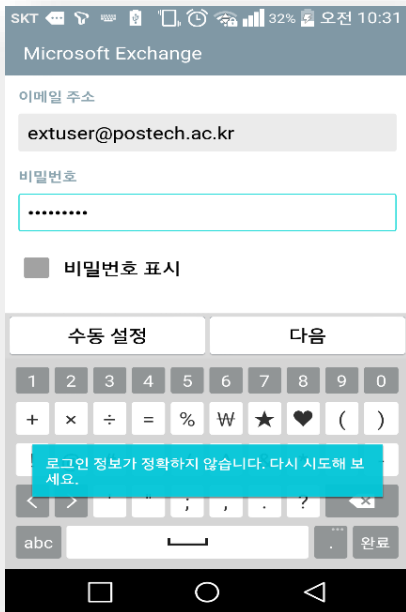 SKT 32% 오전 10:31
Microsoft Exchange
이메일 주소
extuser@postech.ac.kr
비밀번호
•••••••••
비밀번호 표시
수동 설정 다음
1 2 3 4 5 6 7 8 9 0
+ × ÷ = % ₩ ★ ♥ ( )
로그인 정보가 정확하지 않습니다. 다시 시도해 보
세요.
< > ; , . ?
abc . 완료